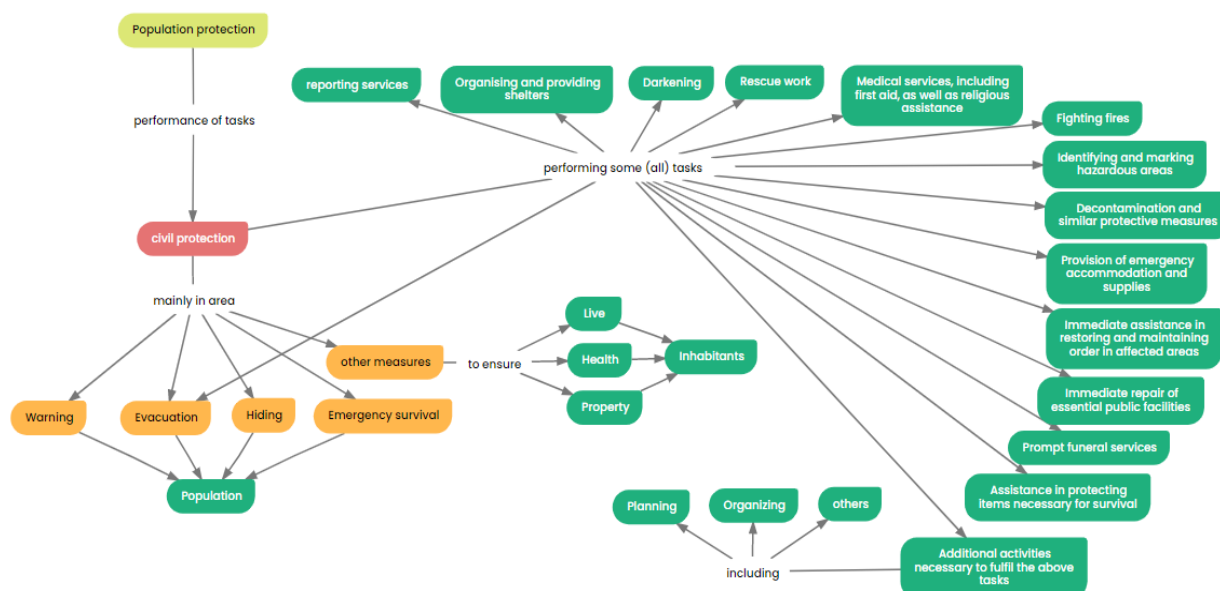 Population protection
performance of tasks
civil protection
mainly in area
Warning
Evacuation
Hiding
Emergency survival
other measures
Population
to ensure
Live
Health
Property
Inhabitants
reporting services
Organising and providing
shelters
Darkening
Rescue work
Medical services, including
first aid, as well as religious
assistance
performing some (all) tasks
Fighting fires
Identifying and marking
hazardous areas
Decontamination and
similar protective measures
Provision of emergency
accommodation and
supplies
Immediate assistance in
restoring and maintaining
order in affected areas
Immediate repair of
essential public facilities
Prompt funeral services
Assistance in protecting
items necessary for survival
Additional activities
necessary to fulfil the above
tasks
including
Planning
Organizing
others